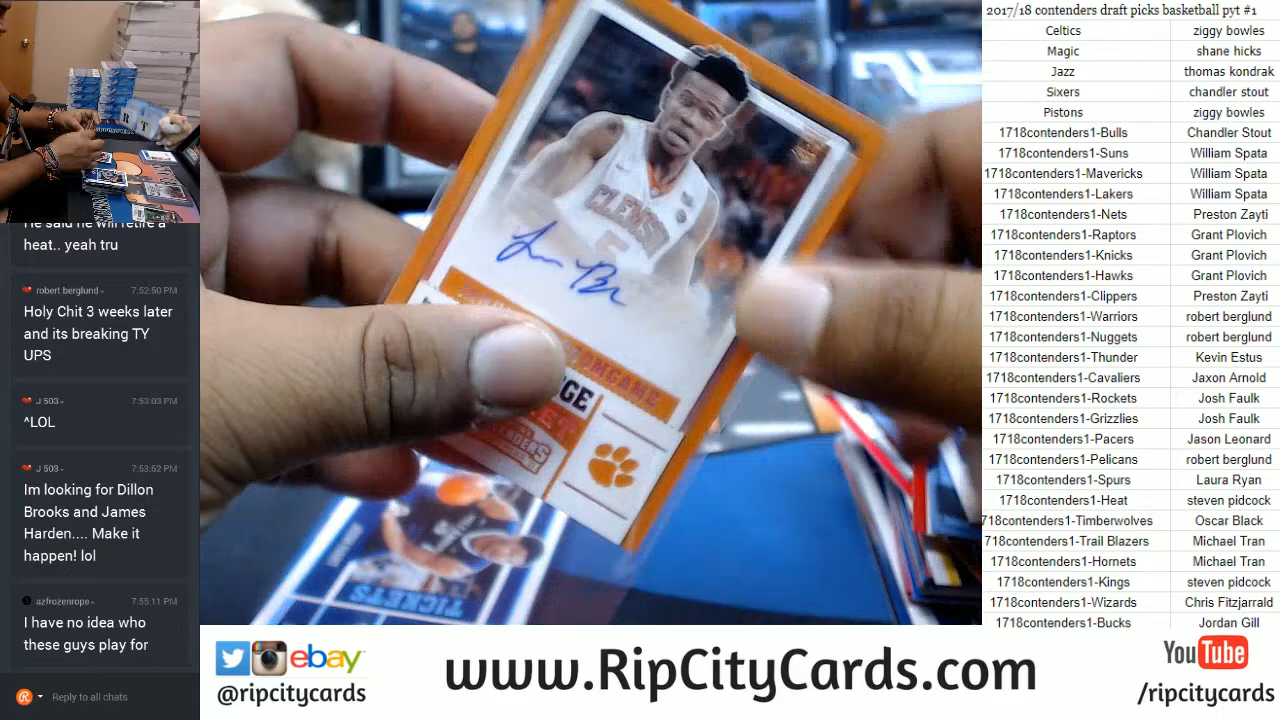 He said he will retire a
heat.. yeah tru
robert berglund 7:52:50 PM
Holy Chit 3 weeks later
and its breaking TY
UPS
J 503 7:53:03 PM
^LOL
J 503 7:53:52 PM
Im looking for Dillon
Brooks and James
Harden.... Make it
happen! lol
azfrozenrope 7:55:11 PM
I have no idea who
these guys play for
Reply to all chats
CLEMSON
TICKETS
2017/18 contenders draft picks basketball pyt #1
Celtics ziggy bowles
Magic shane hicks
Jazz thomas kondrak
Sixers chandler stout
Pistons ziggy bowles
1718contenders1-Bulls Chandler Stout
1718contenders1-Suns William Spata
1718contenders1-Mavericks William Spata
1718contenders1-Lakers William Spata
1718contenders1-Nets Preston Zayti
1718contenders1-Raptors Grant Plovich
1718contenders1-Knicks Grant Plovich
1718contenders1-Hawks Grant Plovich
1718contenders1-Clippers Preston Zayti
1718contenders1-Warriors robert berglund
1718contenders1-Nuggets robert berglund
1718contenders1-Thunder Kevin Estus
1718contenders1-Cavaliers Jaxon Arnold
1718contenders1-Rockets Josh Faulk
1718contenders1-Grizzlies Josh Faulk
1718contenders1-Pacers Jason Leonard
1718contenders1-Pelicans robert berglund
1718contenders1-Spurs Laura Ryan
1718contenders1-Heat steven pidcock
718contenders1-Timberwolves Oscar Black
718contenders1-Trail Blazers Michael Tran
1718contenders1-Hornets Michael Tran
1718contenders1-Kings steven pidcock
1718contenders1-Wizards Chris Fitzjarrald
1718contenders1-Bucks Jordan Gill
ebay
@ripcitycards
www.RipCityCards.com
YouTube
/ripcitycards